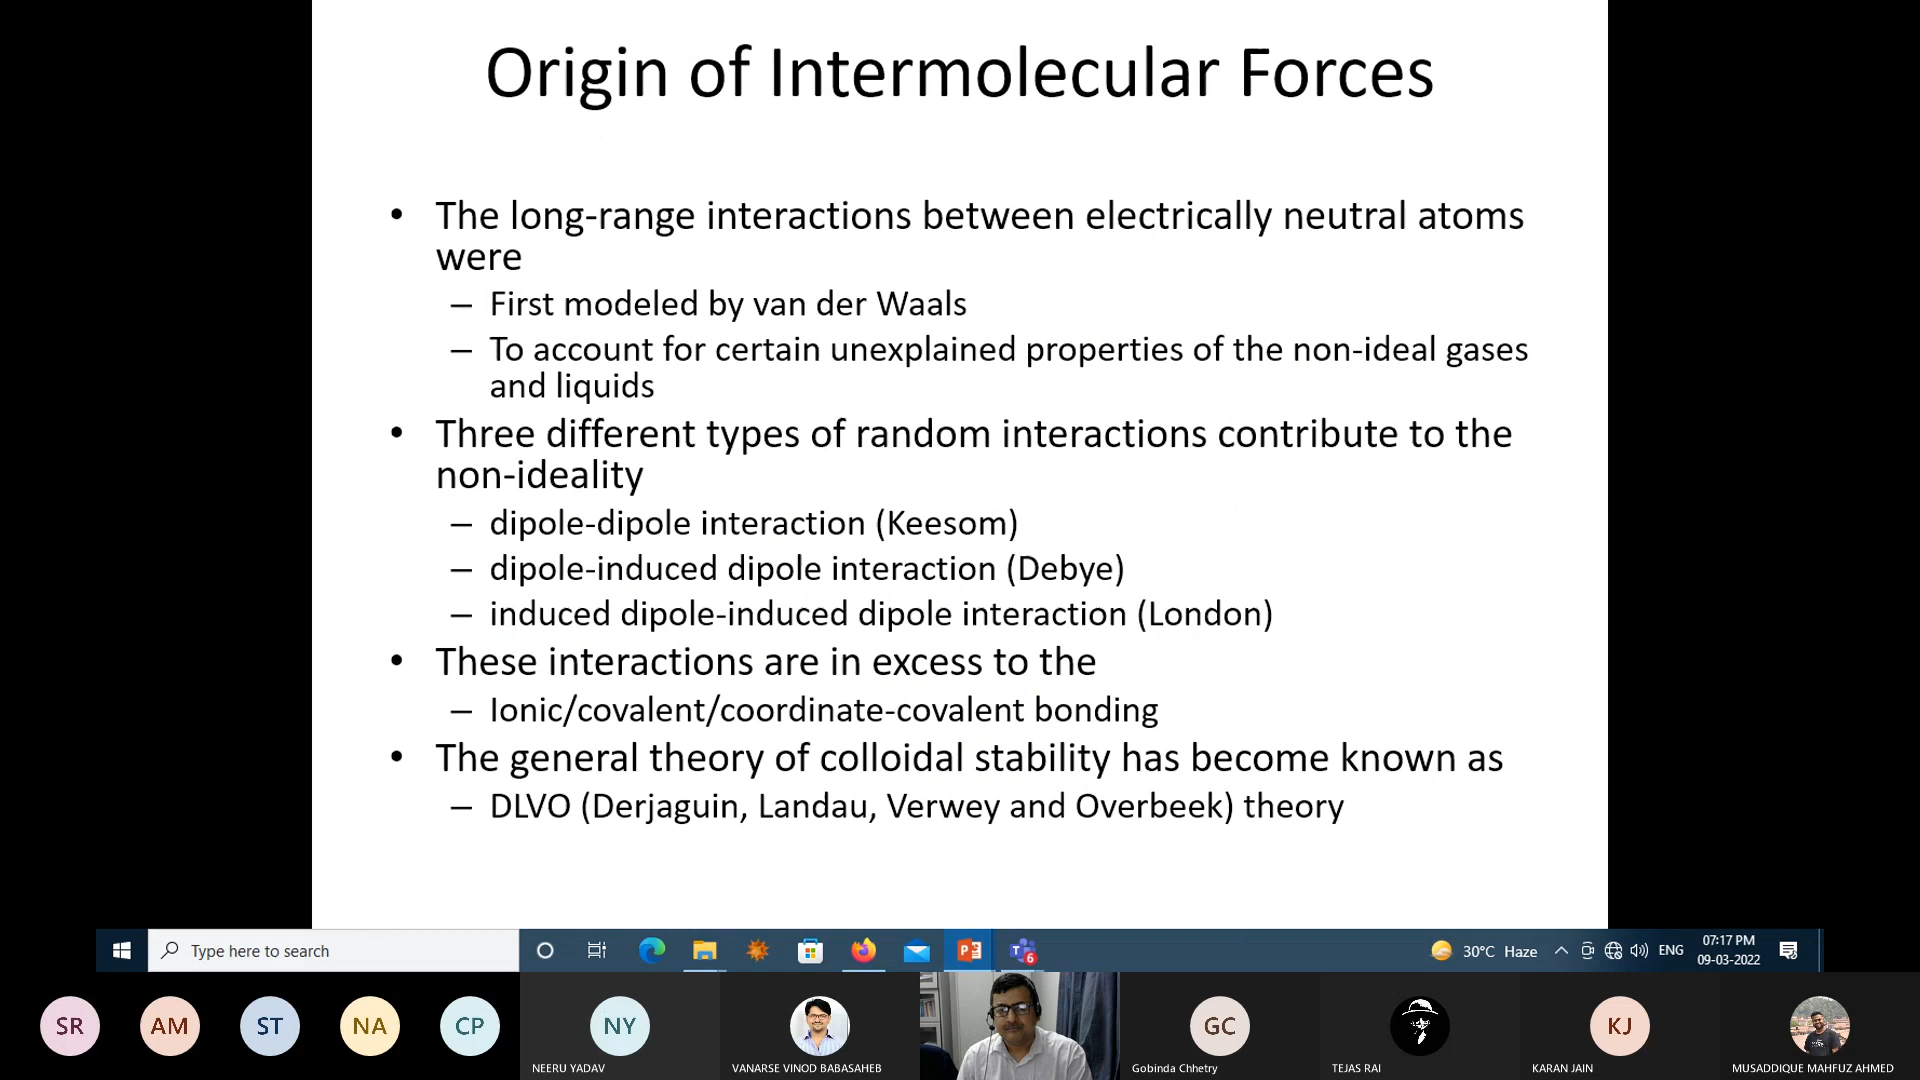 Origin of Intermolecular Forces
• The long-range interactions between electrically neutral atoms
were
– First modeled by van der Waals
– To account for certain unexplained properties of the non-ideal gases
and liquids
• Three different types of random interactions contribute to the
non-ideality
– dipole-dipole interaction (Keesom)
– dipole-induced dipole interaction (Debye)
– induced dipole-induced dipole interaction (London)
• These interactions are in excess to the
– Ionic/covalent/coordinate-covalent bonding
• The general theory of colloidal stability has become known as
– DLVO (Derjaguin, Landau, Verwey and Overbeek) theory
Type here to search
6
30°C Haze
ENG
07:17 PM
09-03-2022
SR
AM
ST
NA
CP
NY
GC
KJ
NEERU YADAV
VANARSE VINOD BABASAHEB
Gobinda Chhetry
TEJAS RAI
KARAN JAIN
MUSADDIQUE MAHFUZ AHMED